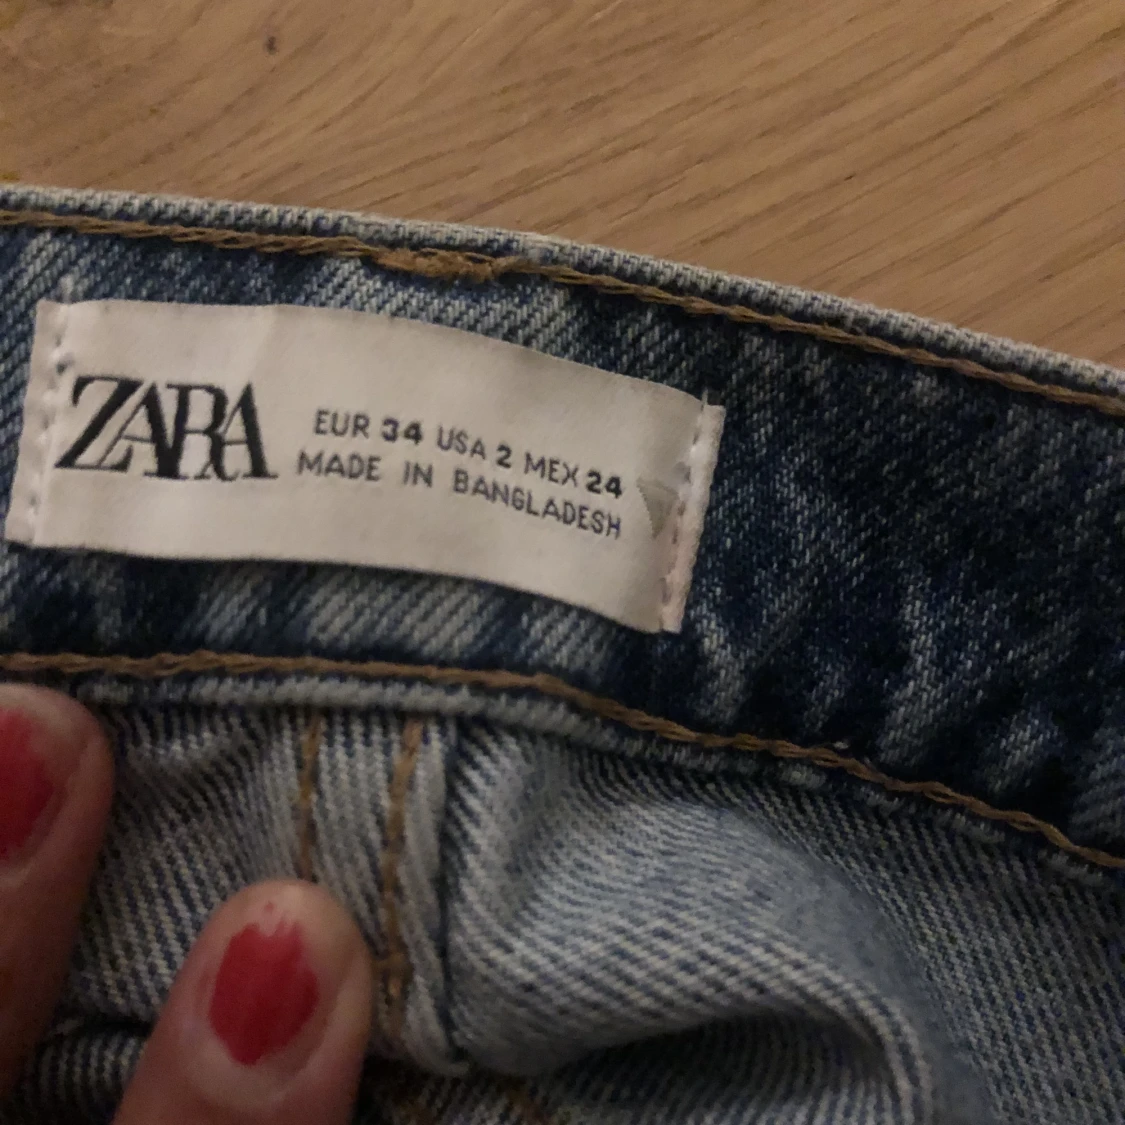 ZARA
EUR 34 USA 2 MEX 24
MADE IN BANGLADESH